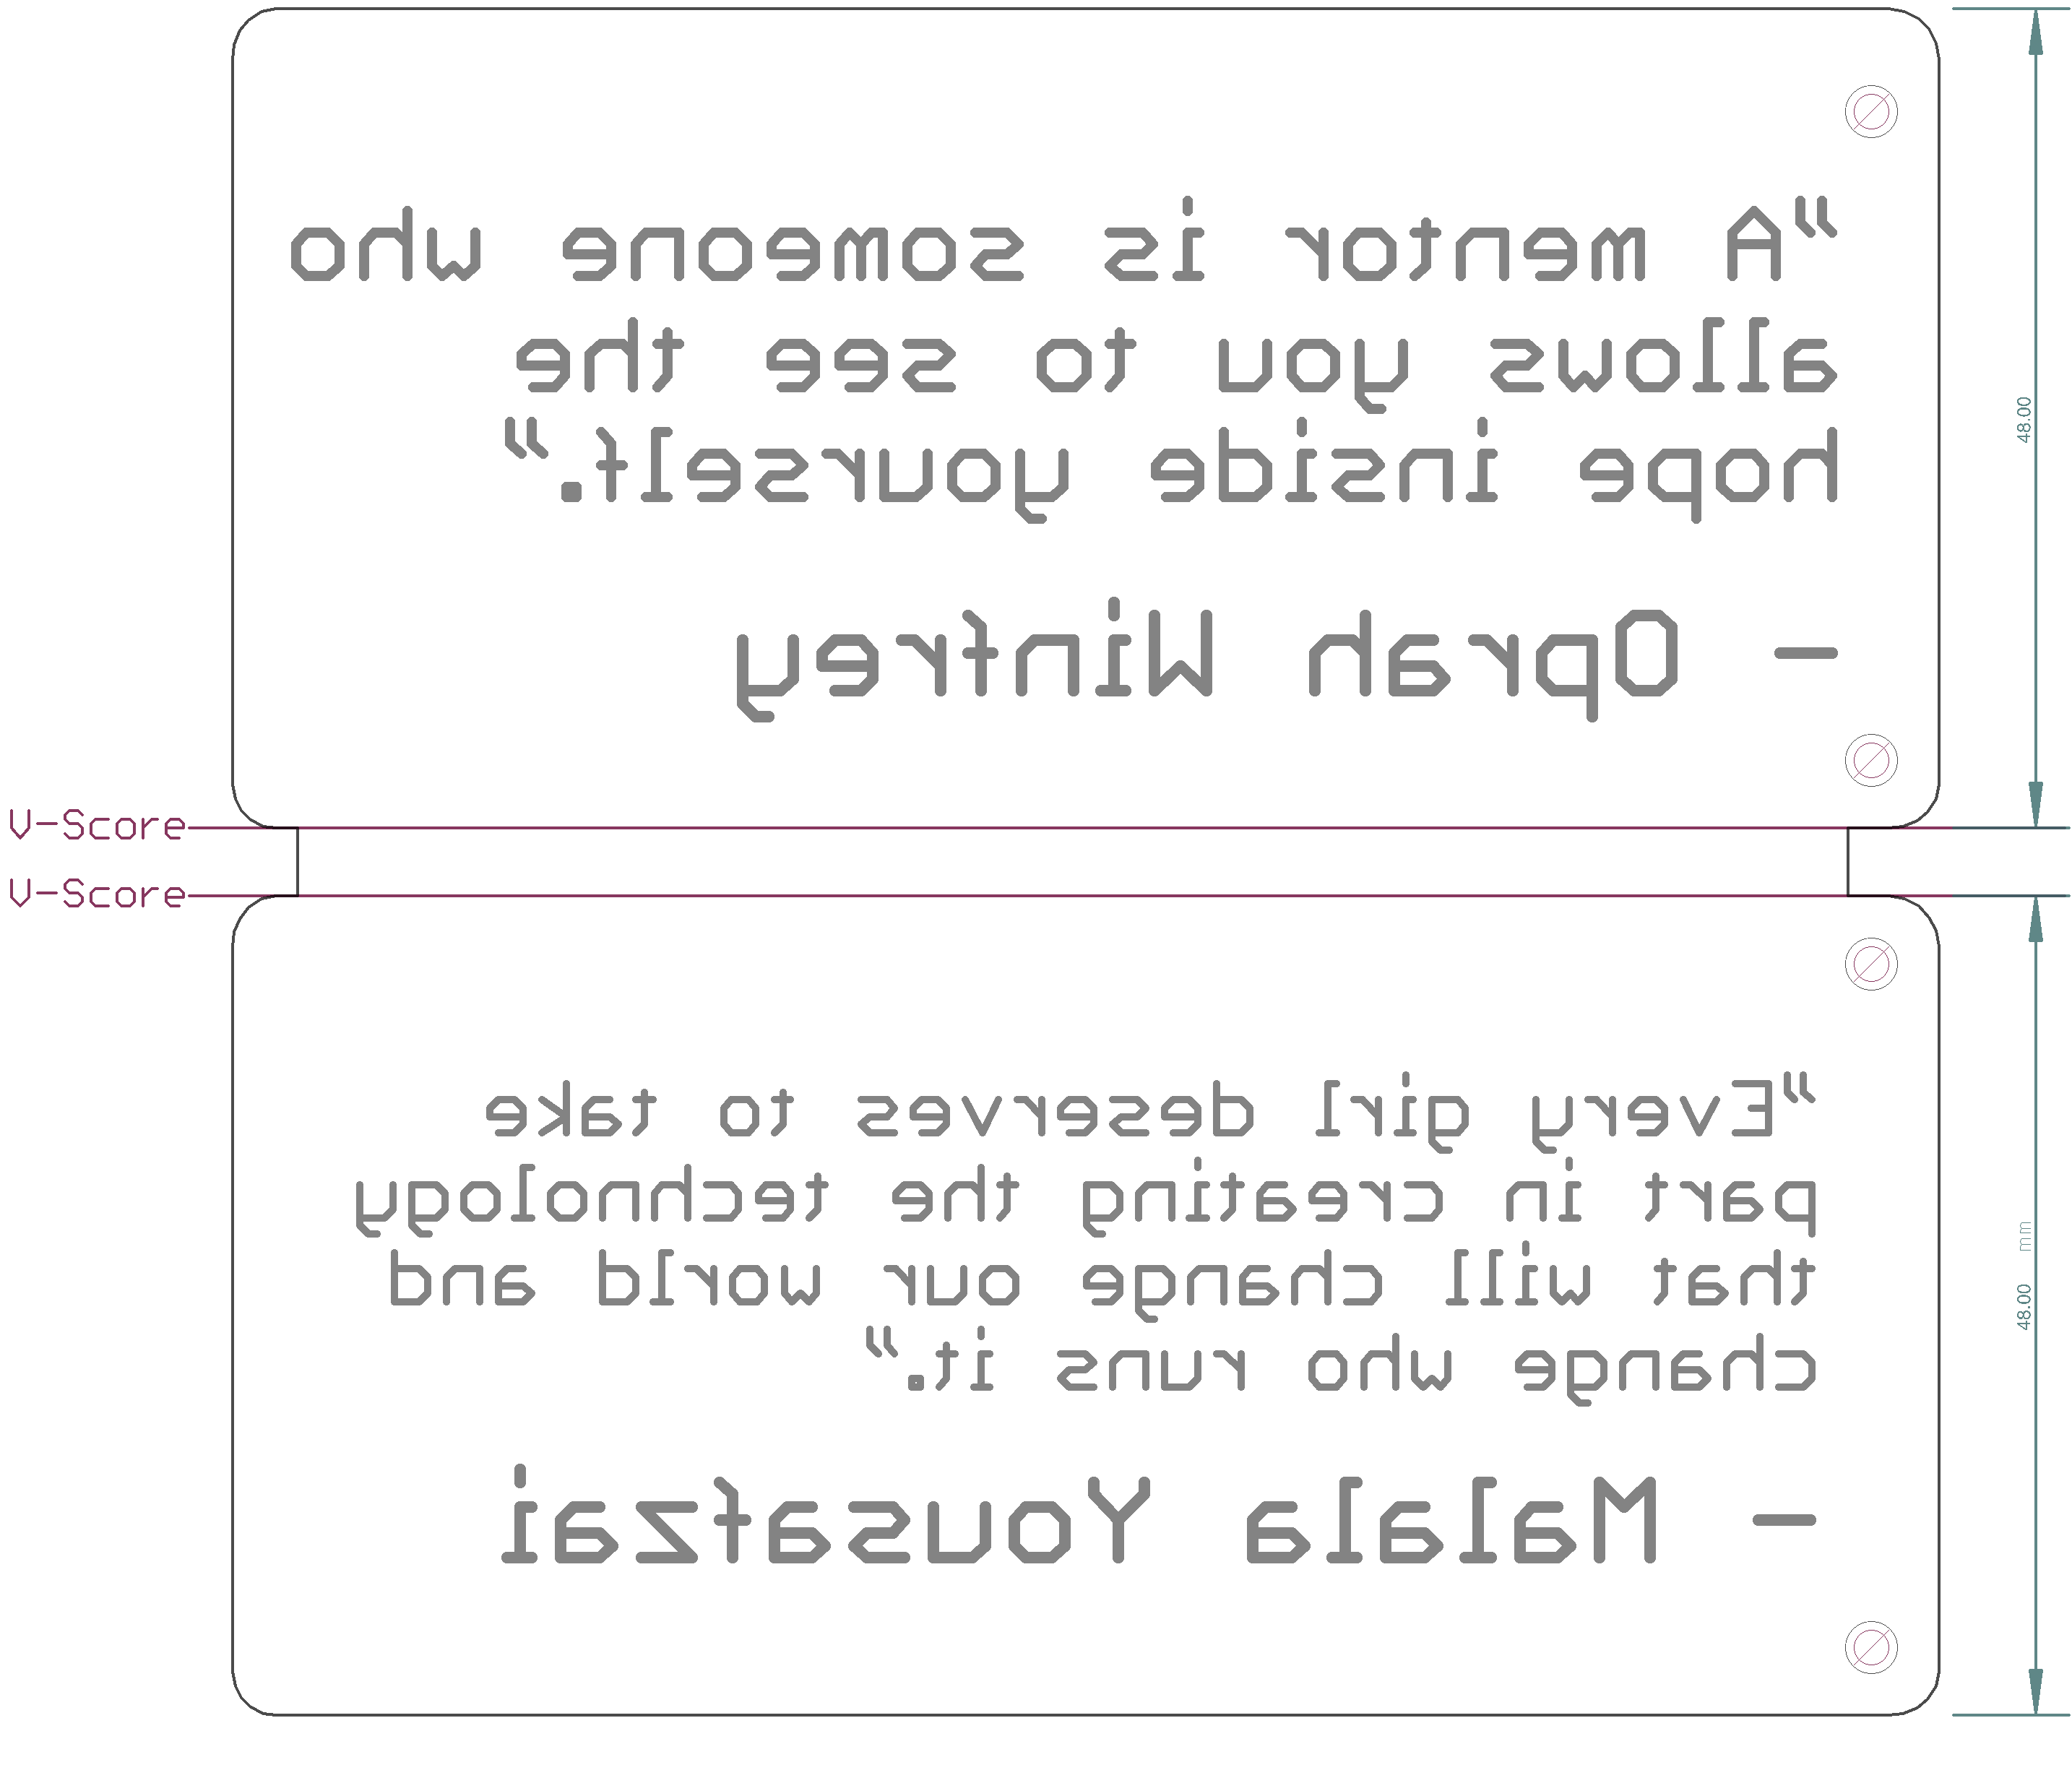 "A mentor is someone who
allows you to see the
hope inside yourself."
— Oprah Winfrey
48.00
V-Score
V-Score
"Every girl deserves to take
part in creating the technology
that will change our world and
change who runs it."
— Malala Yousafzai
48.00 mm